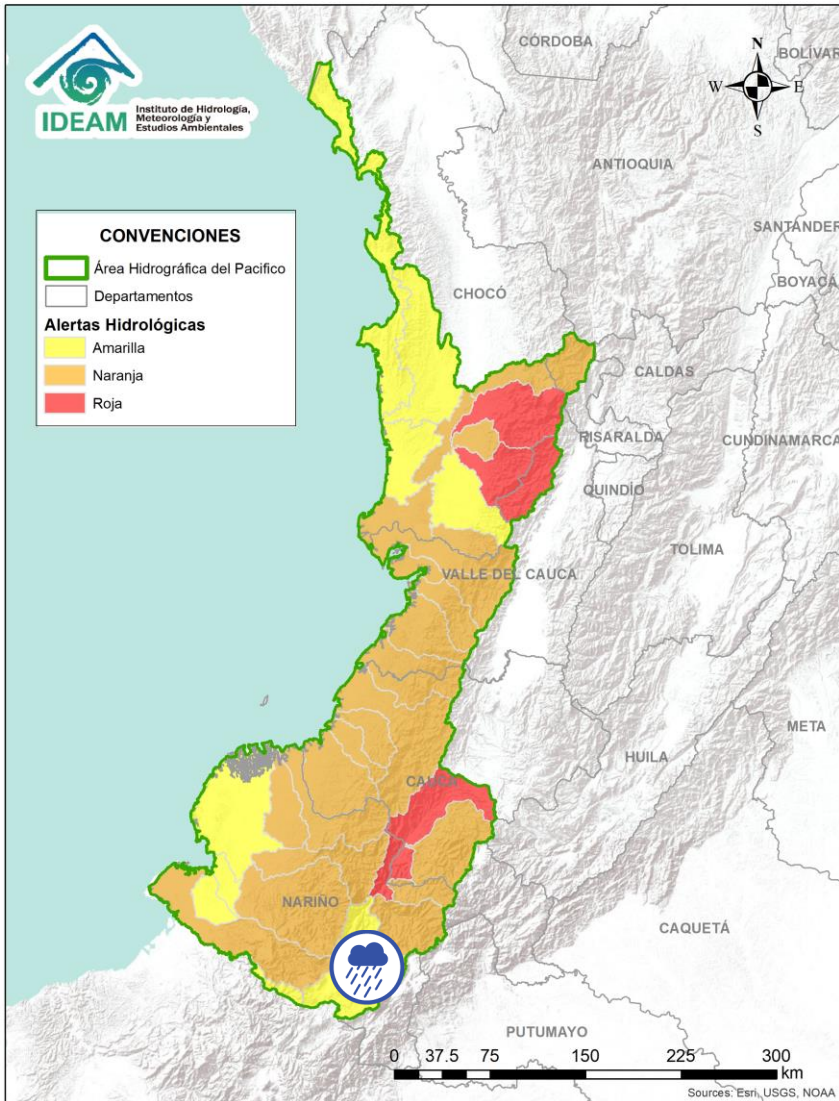 IDEAM
Instituto de Hidrología,
Meteorología y
Estudios Ambientales
N
W
E
S
CÓRDOBA
BOLÍVAR
ANTIOQUIA
SANTANDER
BOYACÁ
CHOCÓ
CONVENCIONES
Área Hidrográfica del Pacifico
Departamentos
Alertas Hidrológicas
Amarilla
Naranja
Roja
CALDAS
RISARALDA
CUNDINAMARCA
QUINDÍO
TOLIMA
VALLE DEL CAUCA
META
HUILA
CAUCA
NARIÑO
CAQUETÁ
PUTUMAYO
0 37.5 75 150 225 300
km
Sources: Esri, USGS, NOAA